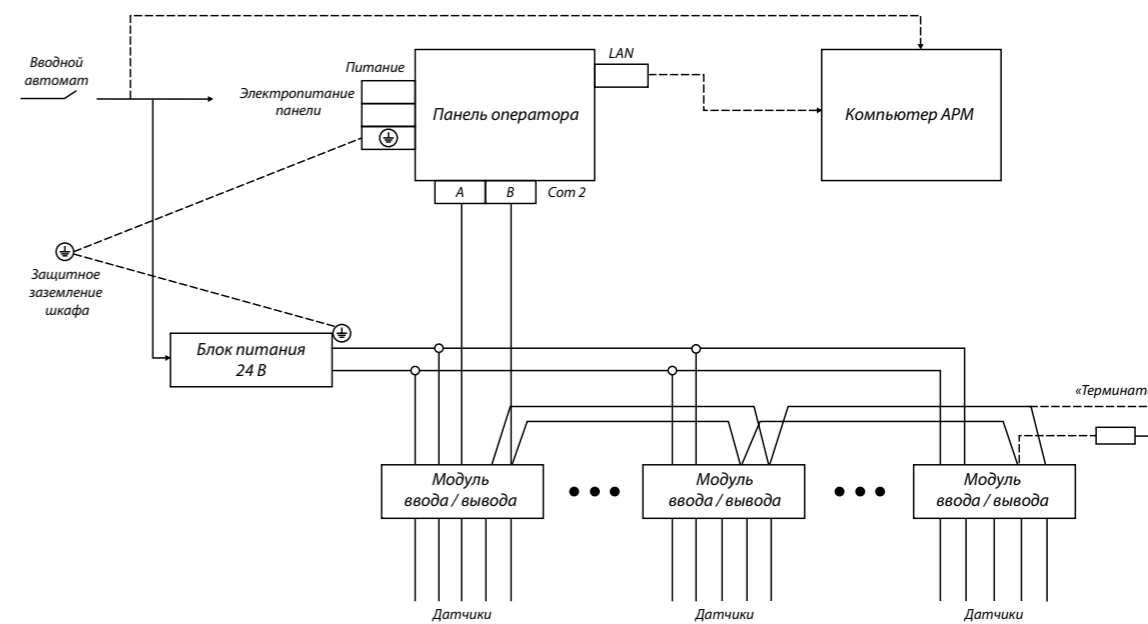 Вводной
автомат
Питание
Электропитание
панели
Панель оператора
LAN
Компьютер АРМ
A
B
Com 2
Защитное
заземление
шкафа
Блок питания
24 В
«Терминат
Модуль
ввода / вывода
Модуль
ввода / вывода
Модуль
ввода / вывода
Датчики
Датчики
Датчики